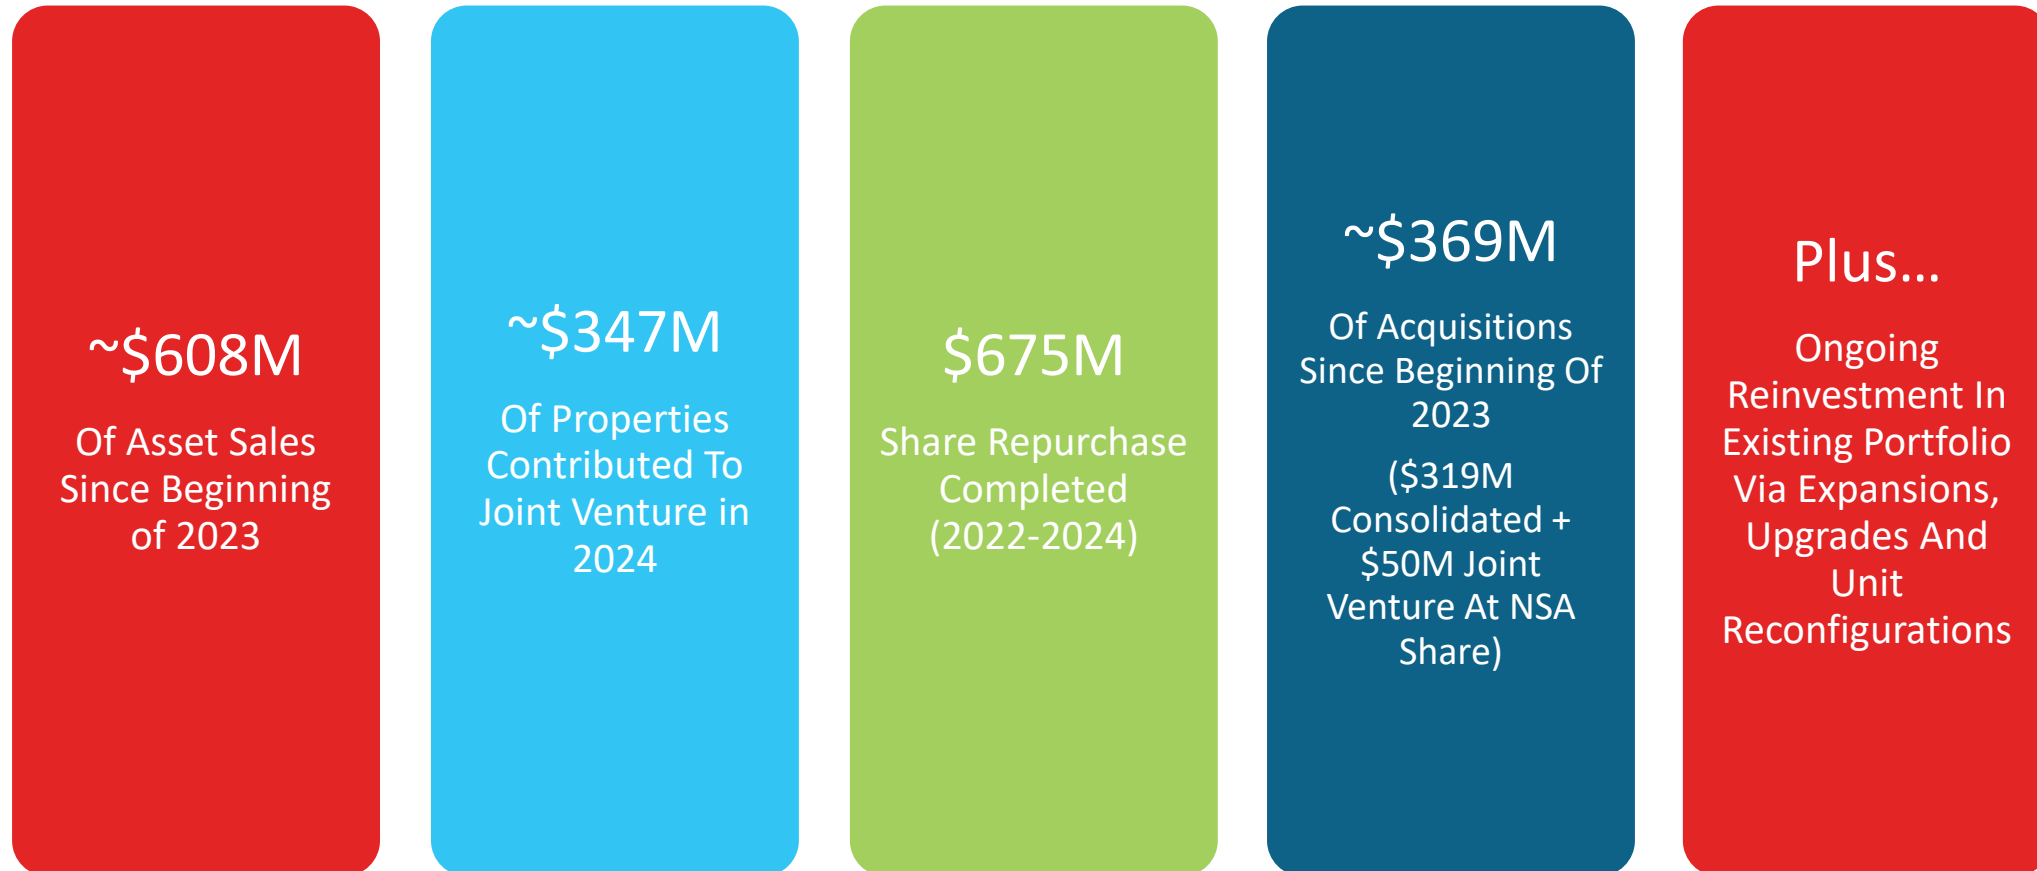 ~$608M
Of Asset Sales
Since Beginning
of 2023
~$347M
Of Properties
Contributed To
Joint Venture in
2024
$675M
Share Repurchase
Completed
(2022-2024)
~$369M
Of Acquisitions
Since Beginning Of
2023
($319M
Consolidated +
$50M Joint
Venture At NSA
Share)
Plus…
Ongoing
Reinvestment In
Existing Portfolio
Via Expansions,
Upgrades And
Unit
Reconfigurations